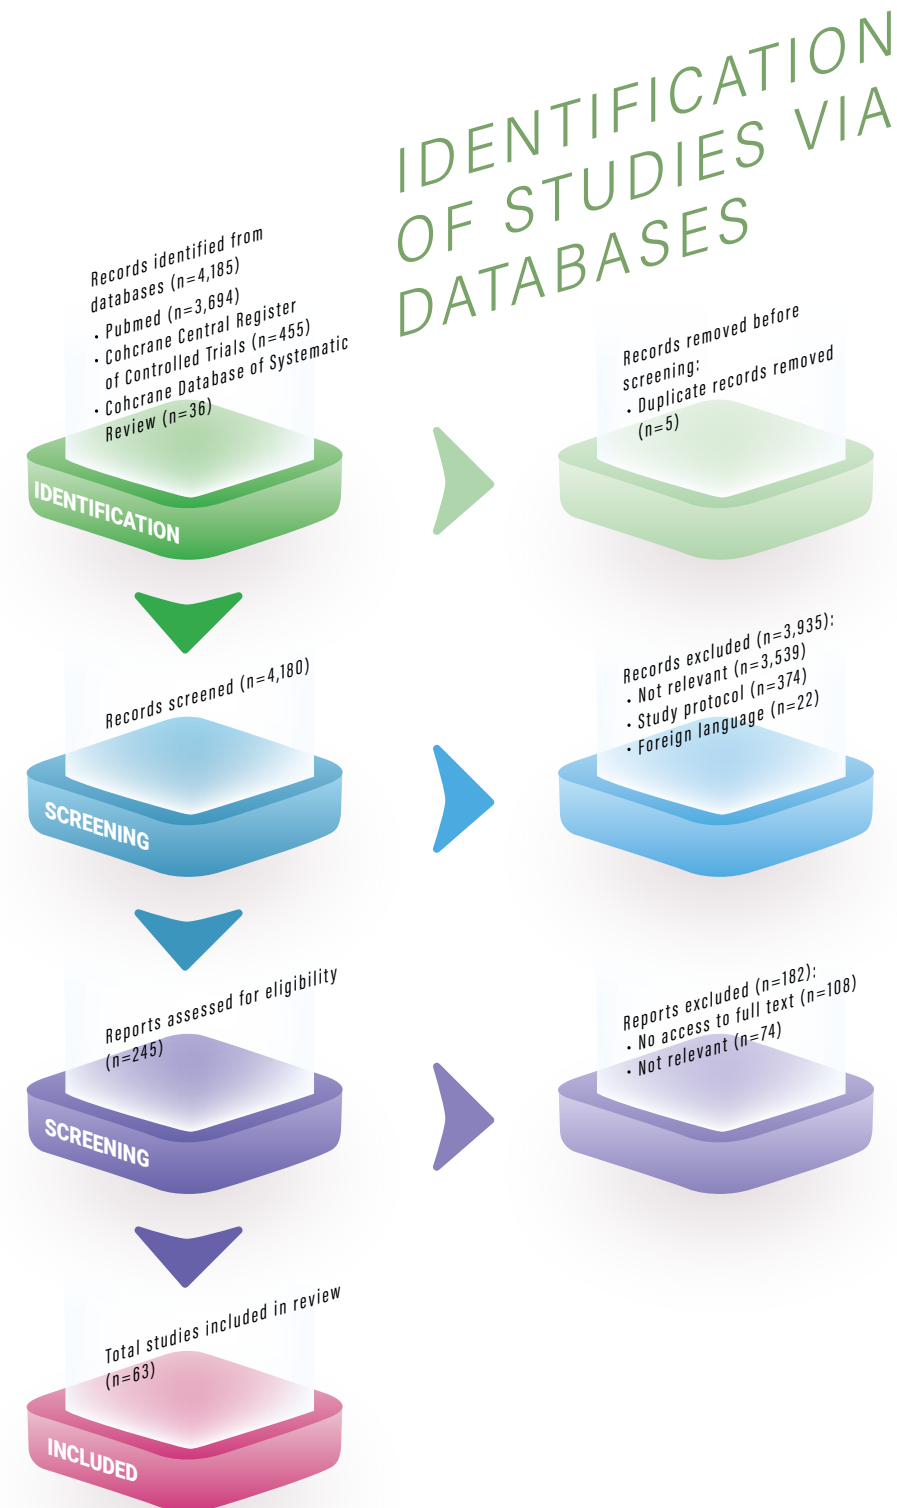 IDENTIFICATION
OF STUDIES VIA
DATABASES
Records identified from
databases (n=4,185)
• Pubmed (n=3,694)
• Cohcrane Central Register
of Controlled Trials (n=455)
• Cohcrane Database of Systematic
Review (n=36)
IDENTIFICATION
Records removed before
screening:
• Duplicate records removed
(n=5)
Records screened (n=4,180)
SCREENING
Records excluded (n=3,935):
• Not relevant (n=3,539)
• Study protocol (n=374)
• Foreign language (n=22)
Reports assessed for eligibility
(n=245)
SCREENING
Reports excluded (n=182):
• No access to full text (n=108)
• Not relevant (n=74)
Total studies included in review
(n=63)
INCLUDED